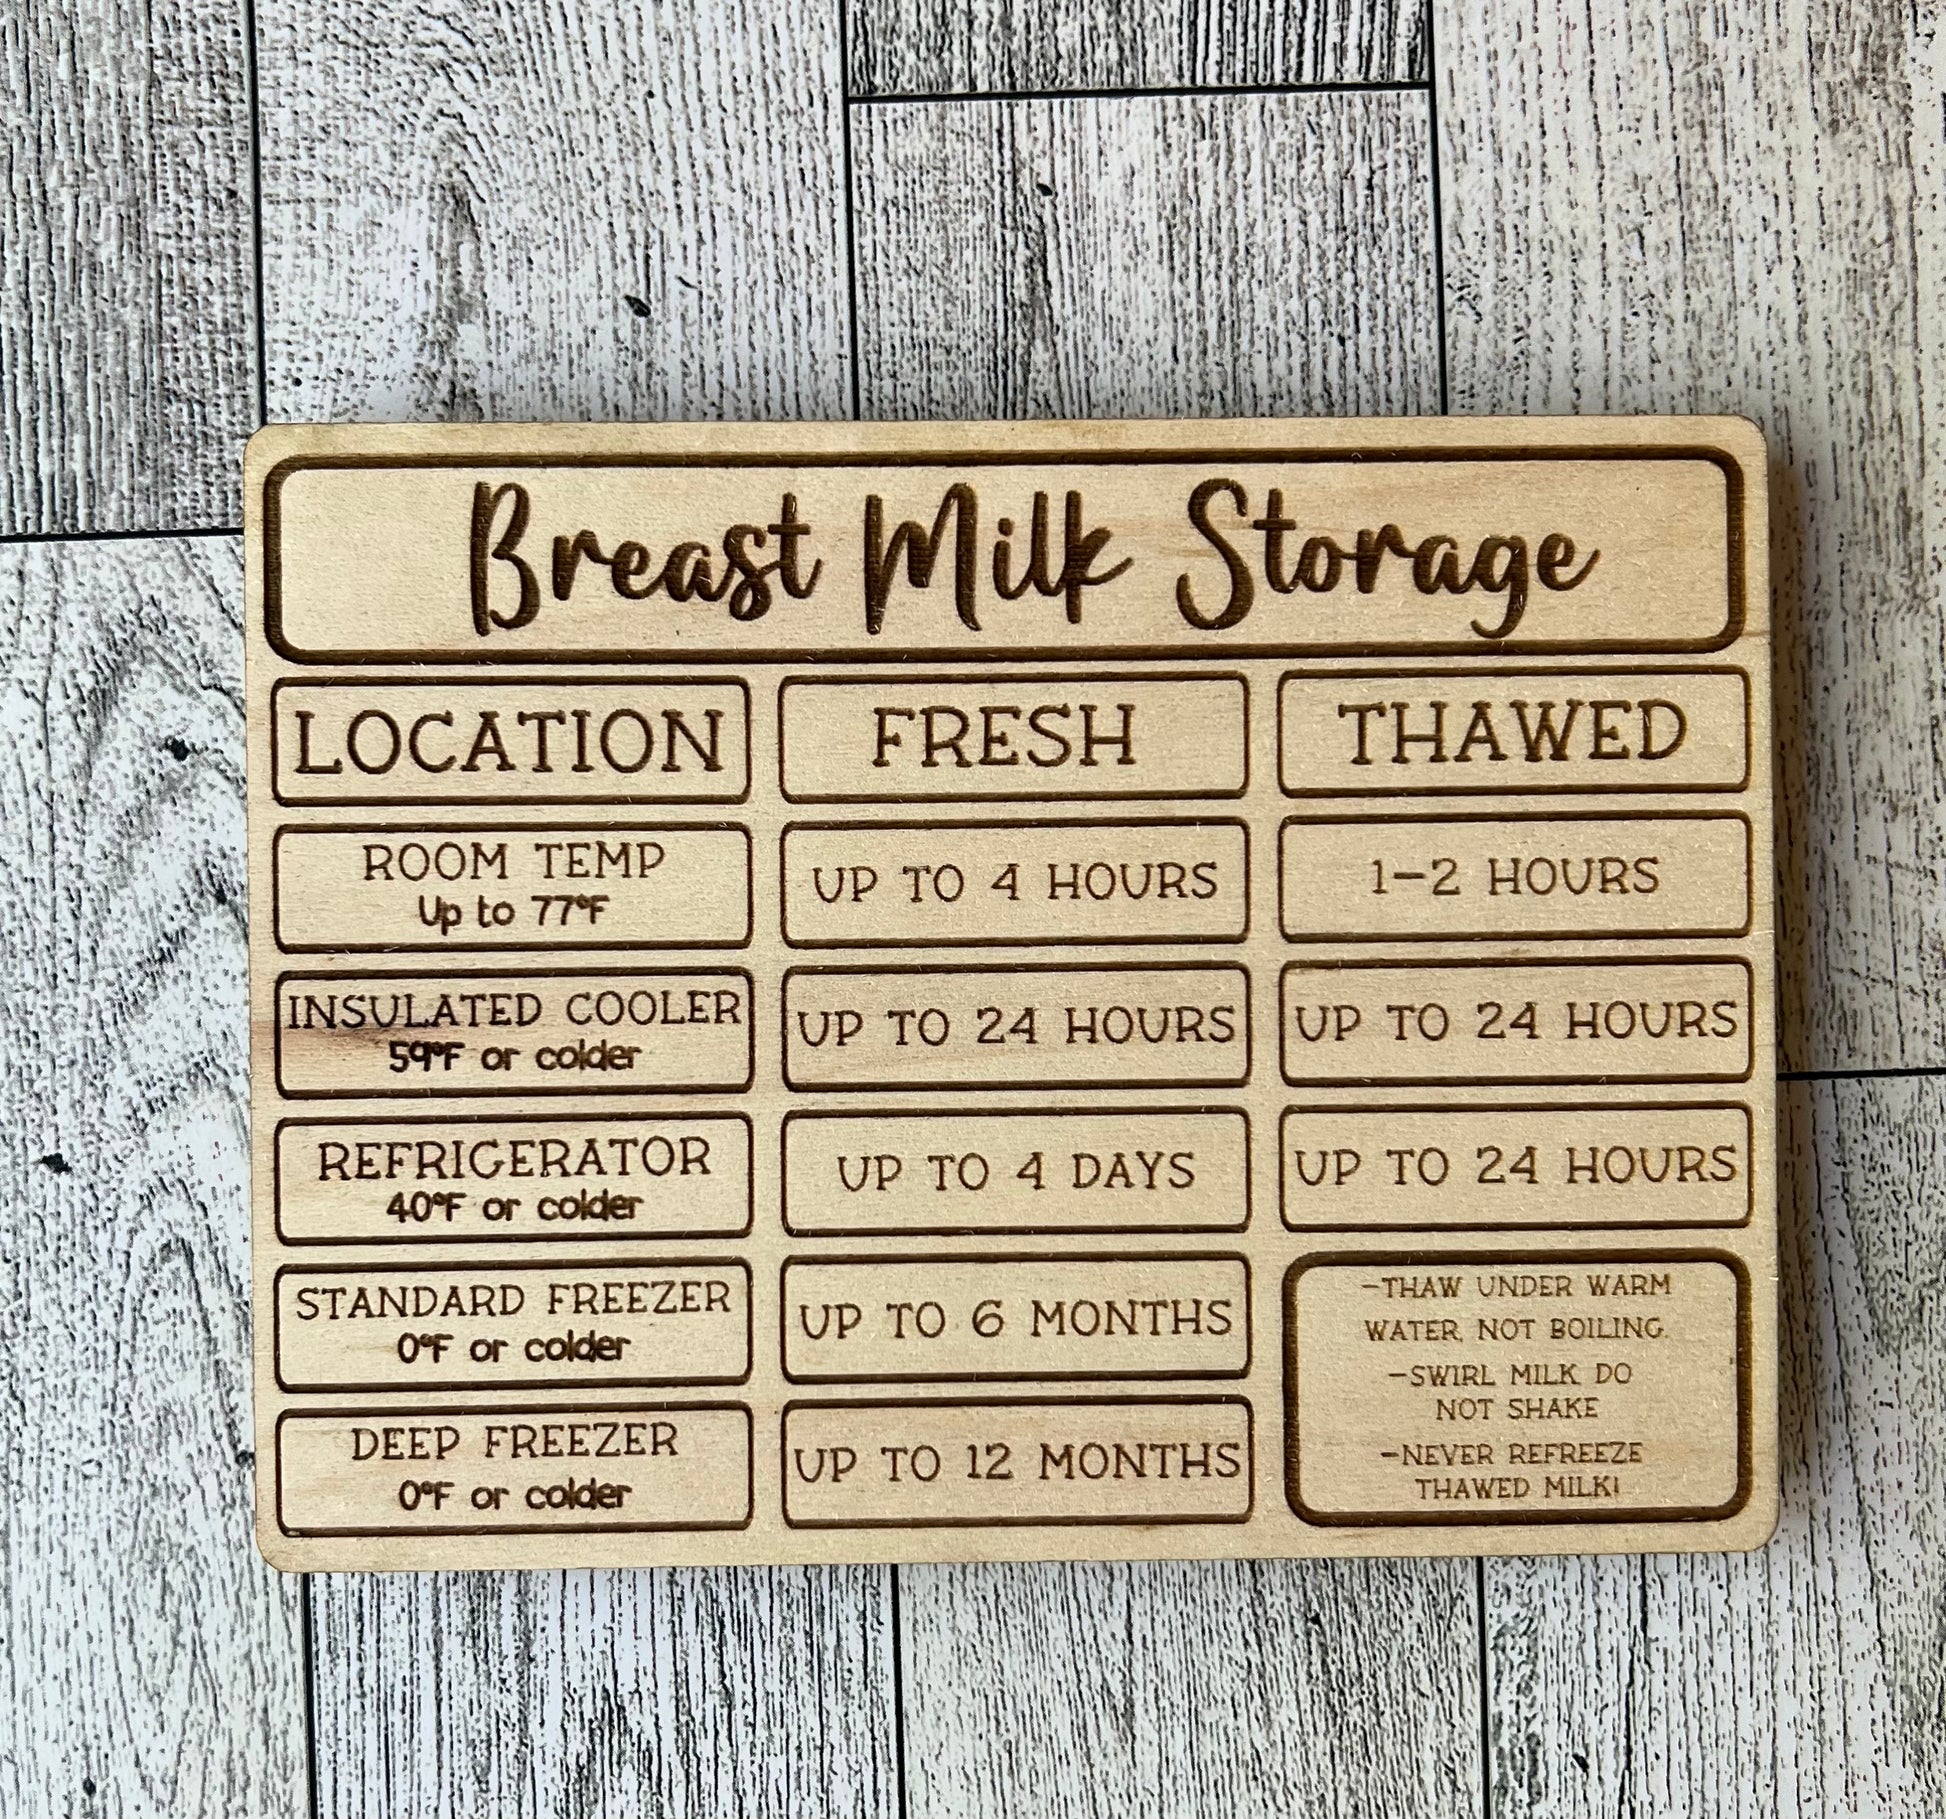 Breast Milk Storage
LOCATION FRESH THAWED
ROOM TEMP
Up to 77°F
UP TO 4 HOURS
1-2 HOURS
INSULATED COOLER
59°F or colder
UP TO 24 HOURS
UP TO 24 HOURS
REFRIGERATOR
40°F or colder
UP TO 4 DAYS
UP TO 24 HOURS
STANDARD FREEZER
0°F or colder
UP TO 6 MONTHS
DEEP FREEZER
0°F or colder
UP TO 12 MONTHS
-THAW UNDER WARM
WATER, NOT BOILING.
-SWIRL MILK, DO
NOT SHAKE
-NEVER REFREEZE
THAWED MILK!